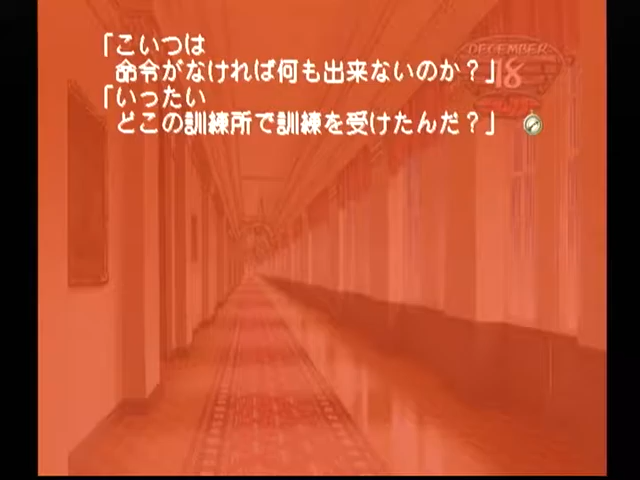 「こいつは
命令がなければ何も出来ないのか？」
「いったい
どこの訓練所で訓練を受けたんだ？」
DECEMBER
18